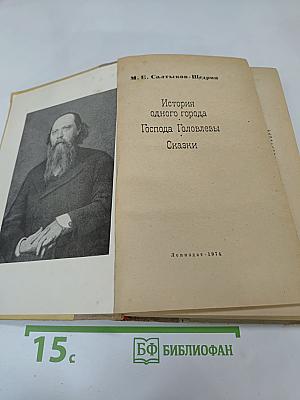 М. Е. Салтыков-Щедрин
История
одного города
Господа Головлевы
Сказки
Лениздат·1974
15с
БФ БИБЛИОФАН